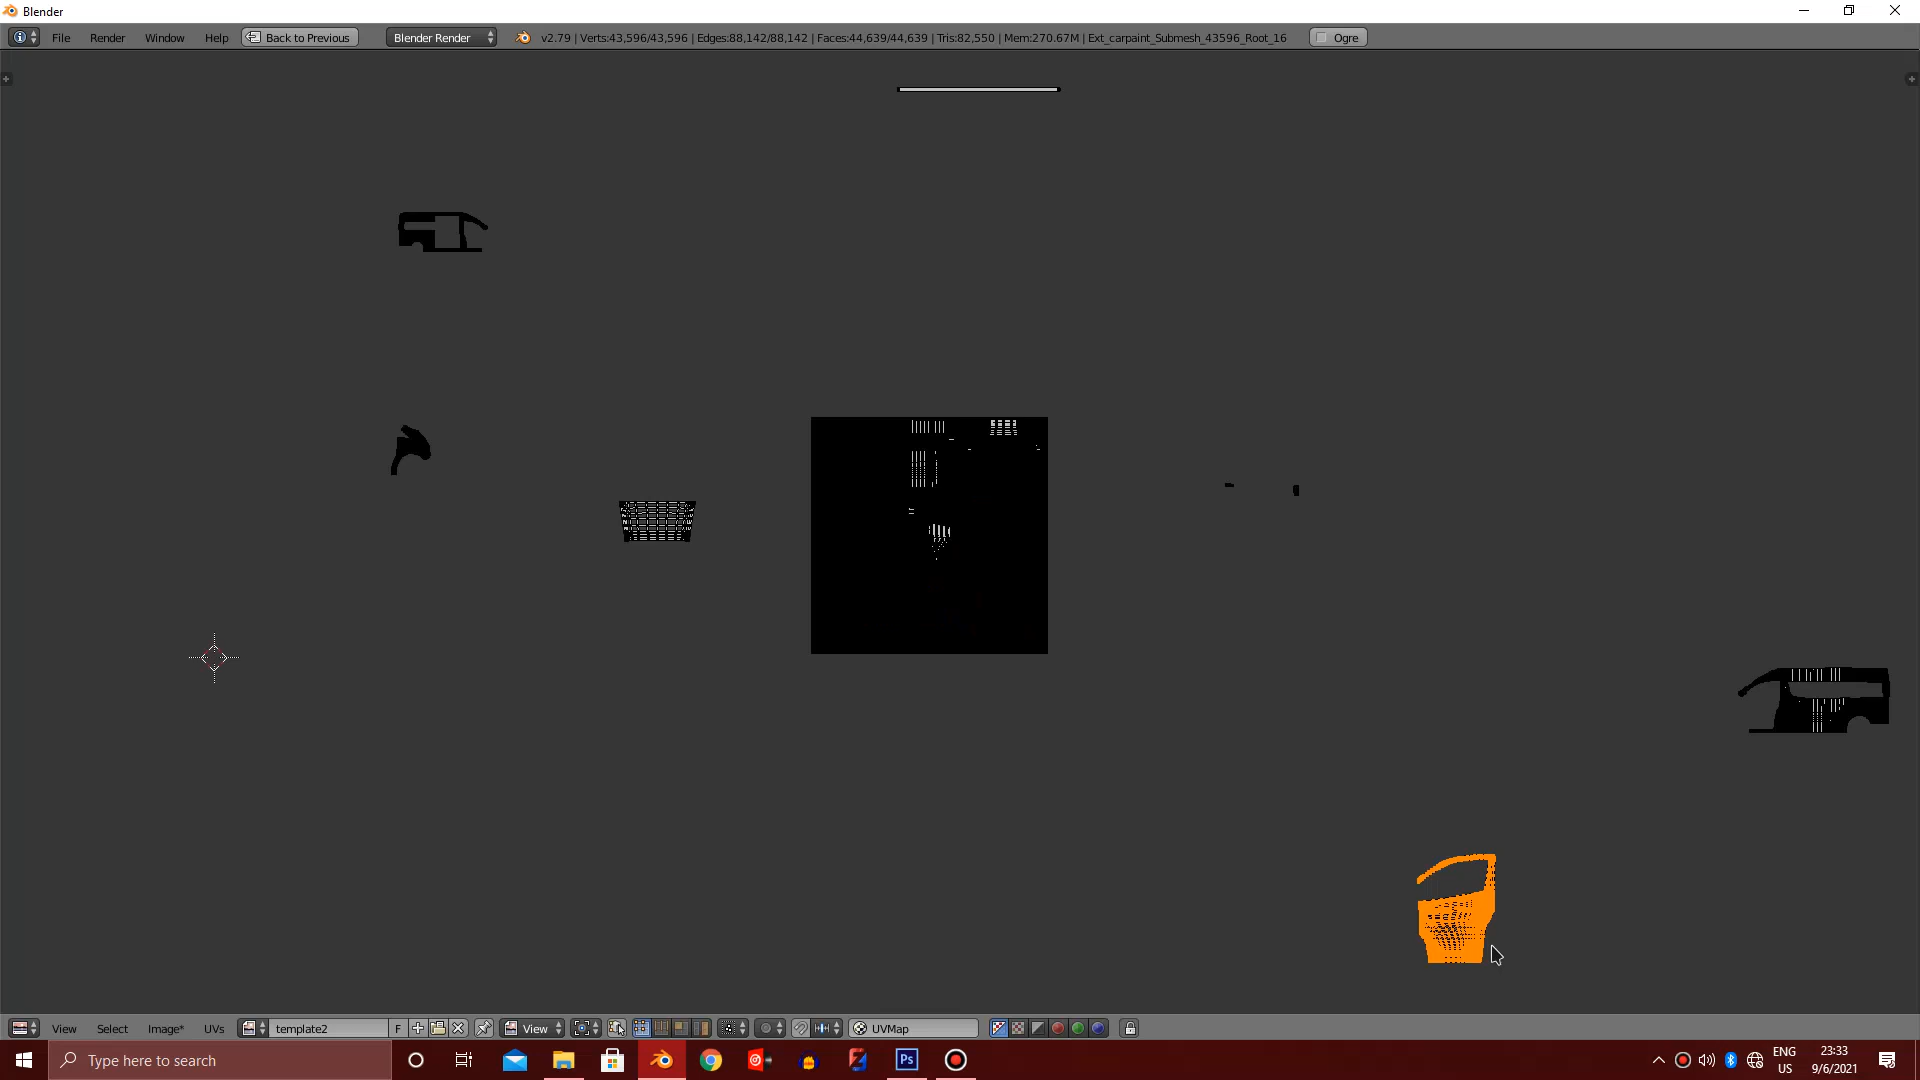 Blender
File Render Window Help Back to Previous Blender Render v2.79 | Verts:43,596/43,596 | Edges:88,142/88,142 | Faces:44,639/44,639 | Tris:82,550 | Mem:270.67M | Ext_carpaint_Submesh_43596_Root_16 Ogre
View Select Image* UVs template2 F View UVMap
Type here to search Ps ENG 23:33
US 9/6/2021